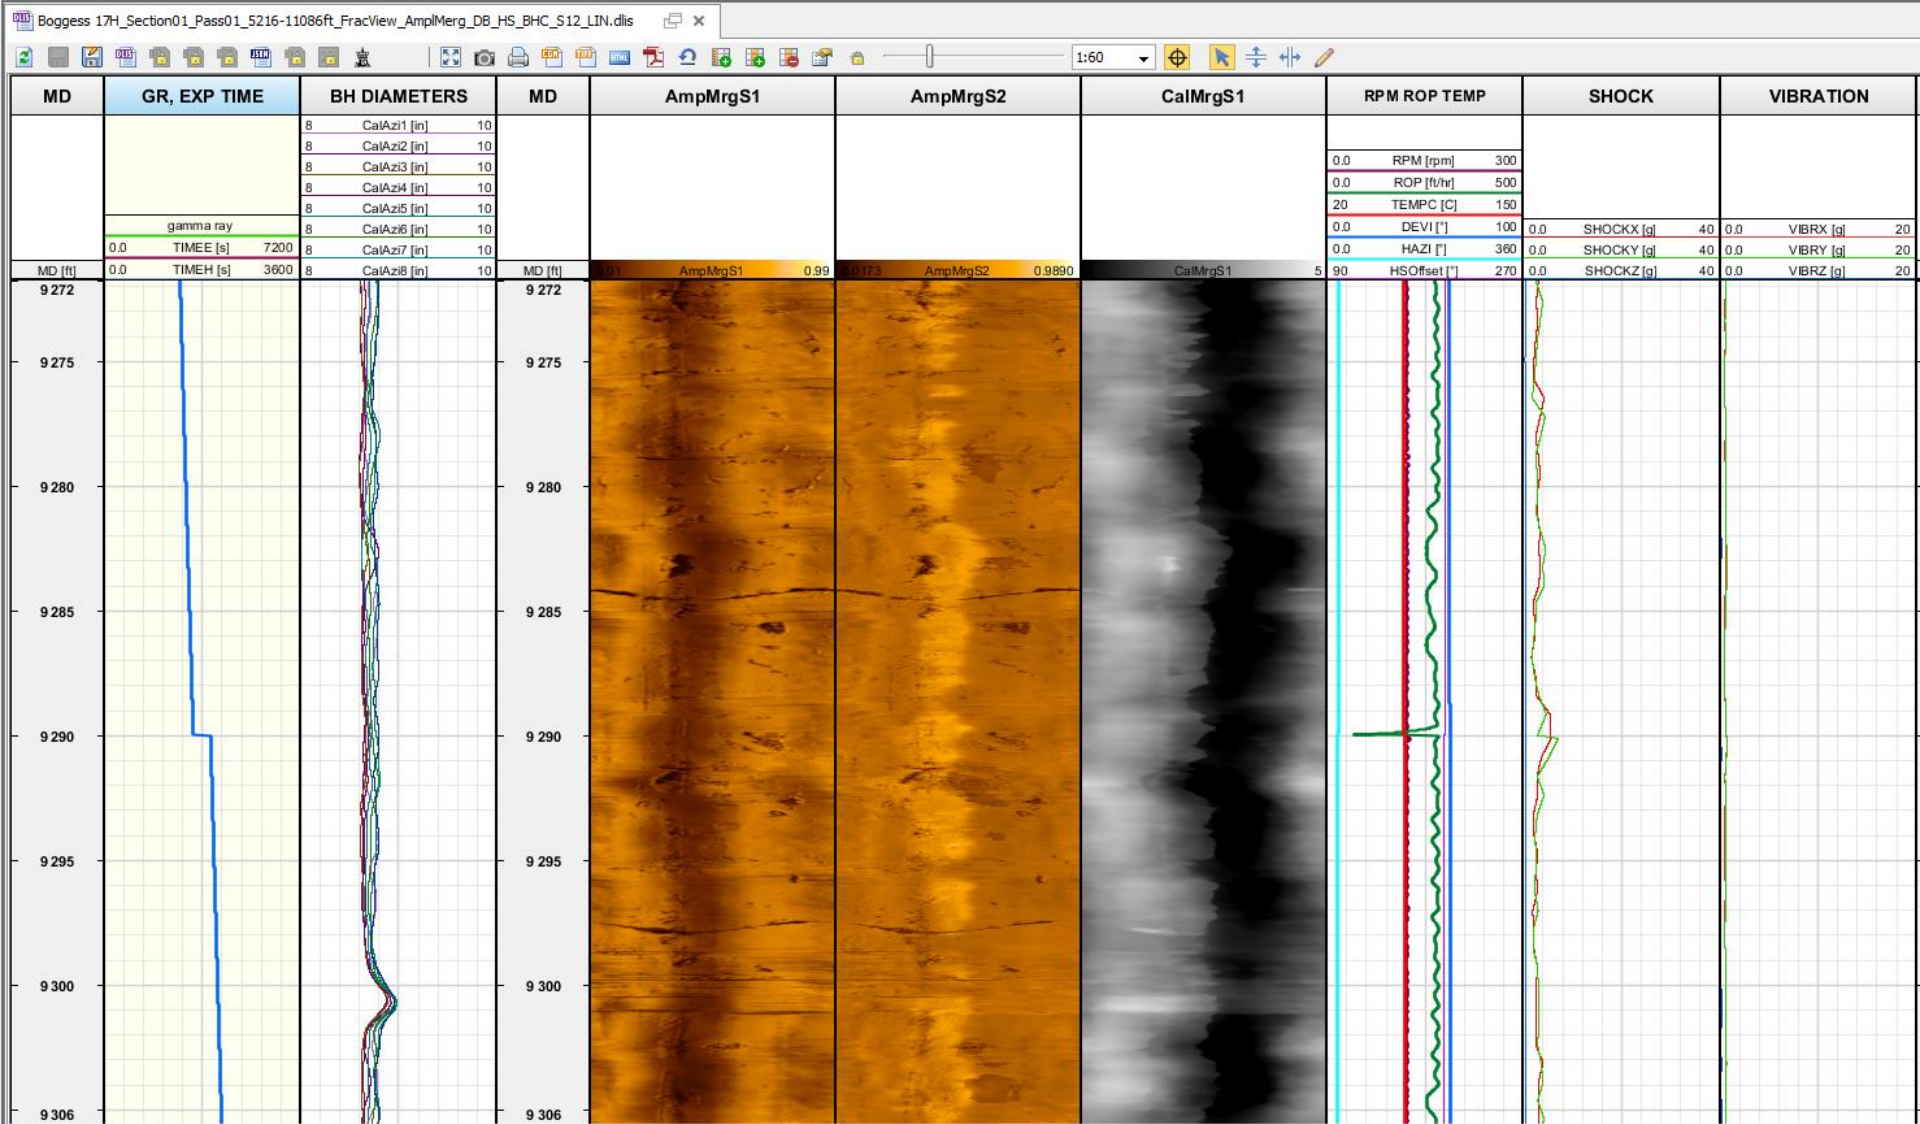 Boggess 17H_Section01_Pass01_5216-11086ft_FracView_AmplMerg_DB_HS_BHC_S12_LIN.dlis
1:60
MD GR, EXP TIME BH DIAMETERS MD AmpMrgS1 AmpMrgS2 CalMrgS1 RPM ROP TEMP SHOCK VIBRATION
8 CalAzi1 [in] 10
8 CalAzi2 [in] 10
8 CalAzi3 [in] 10
8 CalAzi4 [in] 10
8 CalAzi5 [in] 10
8 CalAzi6 [in] 10
8 CalAzi7 [in] 10
8 CalAzi8 [in] 10
gamma ray
0.0 TIMEE [s] 7200
0.0 TIMEH [s] 3600
MD [ft]
MD [ft]
0.01 AmpMrgS1 0.99
0.0173 AmpMrgS2 0.9890
CalMrgS1 5
0.0 RPM [rpm] 300
0.0 ROP [ft/hr] 500
20 TEMPC [C] 150
0.0 DEVI [°] 100
0.0 HAZI [°] 360
90 HSOffset [°] 270
0.0 SHOCKX [g] 40
0.0 SHOCKY [g] 40
0.0 SHOCKZ [g] 40
0.0 VIBRX [g] 20
0.0 VIBRY [g] 20
0.0 VIBRZ [g] 20
9 272 9 272
9 275 9 275
9 280 9 280
9 285 9 285
9 290 9 290
9 295 9 295
9 300 9 300
9 306 9 306